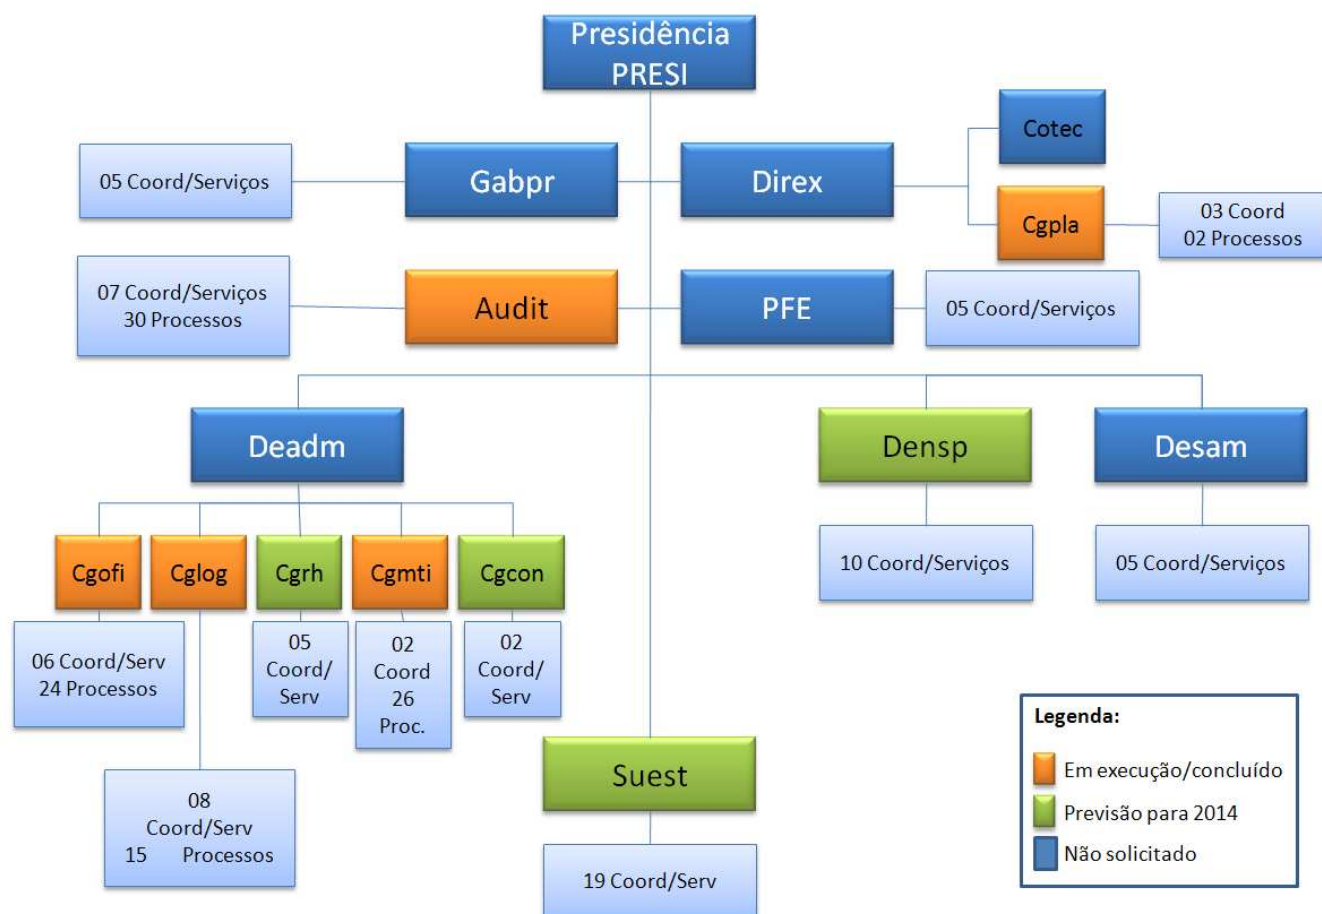 Presidência
PRESI
Cotec
05 Coord/Serviços
Gabpr
Direx
Cgpla
03 Coord
02 Processos
07 Coord/Serviços
30 Processos
Audit
PFE
05 Coord/Serviços
Deadm
Densp
Desam
10 Coord/Serviços
05 Coord/Serviços
Cgofi
Cglog
Cgrh
Cgmti
Cgcon
06 Coord/Serv
24 Processos
05
Coord/
Serv
02
Coord
26
Proc.
02
Coord/
Serv
08
Coord/Serv
15 Processos
Suest
19 Coord/Serv
Legenda:
Em execução/concluído
Previsão para 2014
Não solicitado